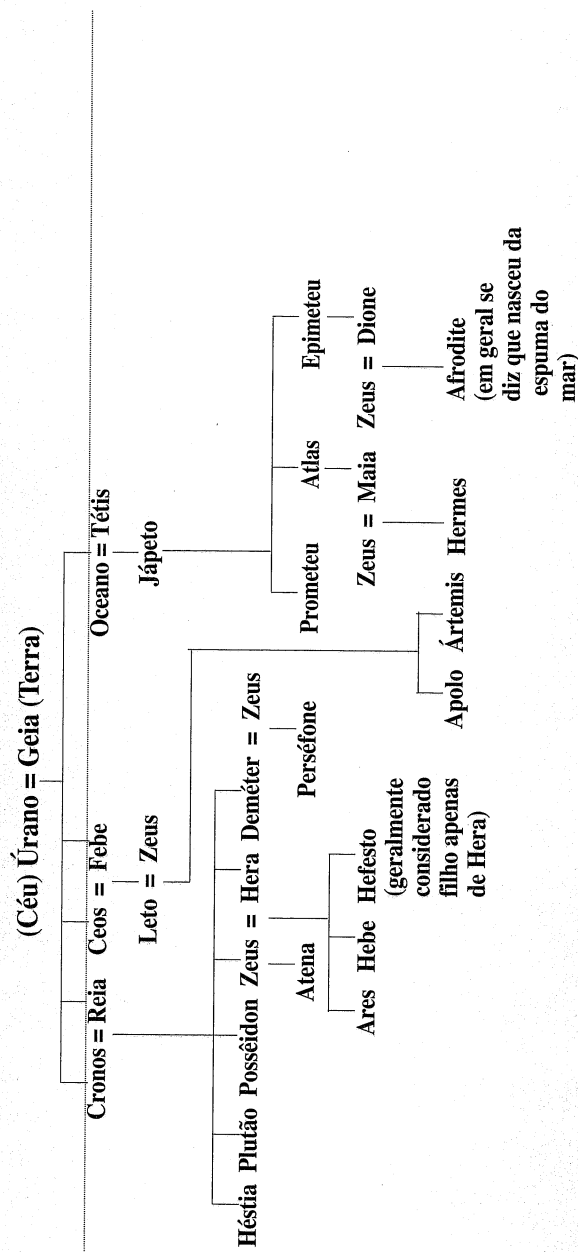 (Céu) Úrano = Geia (Terra)
Cronos = Reia Ceos = Febe Oceano = Tétis
Leto = Zeus Jápeto
Héstia Plutão Posseidon Zeus = Hera Deméter = Zeus Prometeu Atlas Epimeteu
Atena Perséfone Zeus = Maia Zeus = Dione
Ares Hebe Hefesto
(geralmente
considerado
filho apenas
de Hera)
Apolo Ártemis Hermes Afrodite
(em geral se
diz que nasceu da
espuma do
mar)